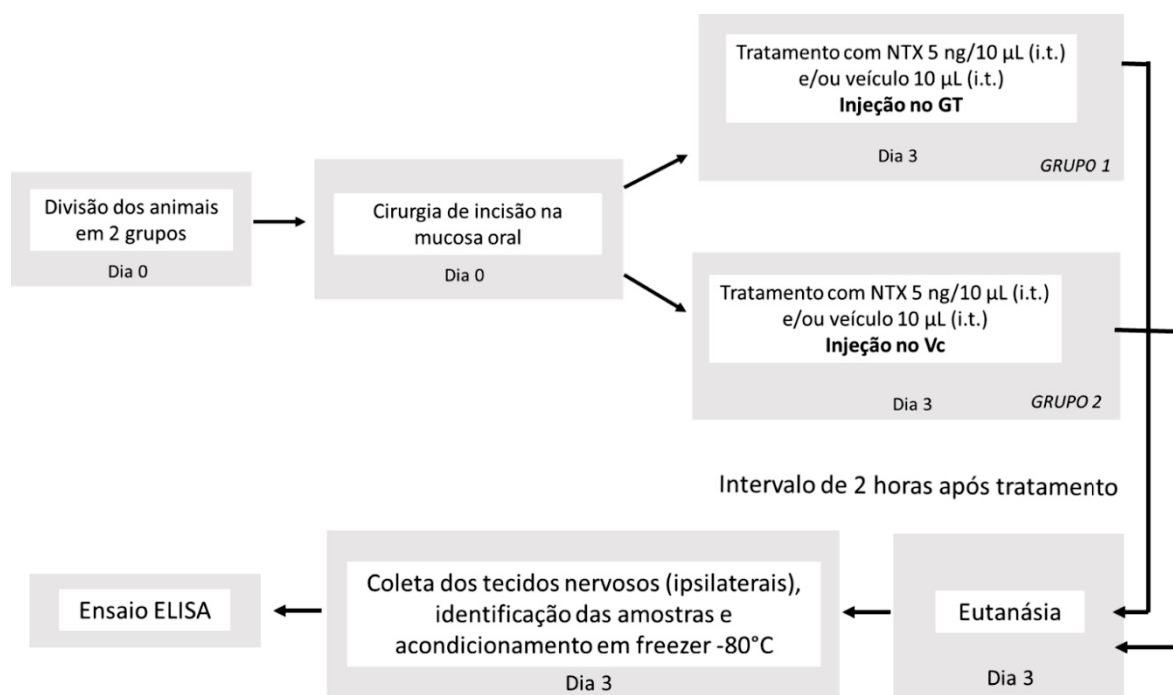 Divisão dos animais
em 2 grupos
Dia 0
Cirurgia de incisão na
mucosa oral
Dia 0
Tratamento com NTX 5 ng/10 µL (i.t.)
e/ou veículo 10 µL (i.t.)
Injeção no GT
Dia 3
GRUPO 1
Tratamento com NTX 5 ng/10 µL (i.t.)
e/ou veículo 10 µL (i.t.)
Injeção no Vc
Dia 3
GRUPO 2
Intervalo de 2 horas após tratamento
Eutanásia
Dia 3
Coleta dos tecidos nervosos (ipsilaterais),
identificação das amostras e
acondicionamento em freezer -80°C
Dia 3
Ensaio ELISA